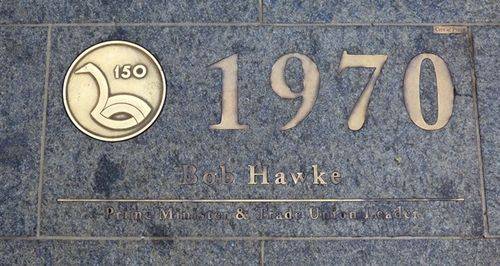 150
1970
Bob Hawke
Prime Minister & Trade Union Leader